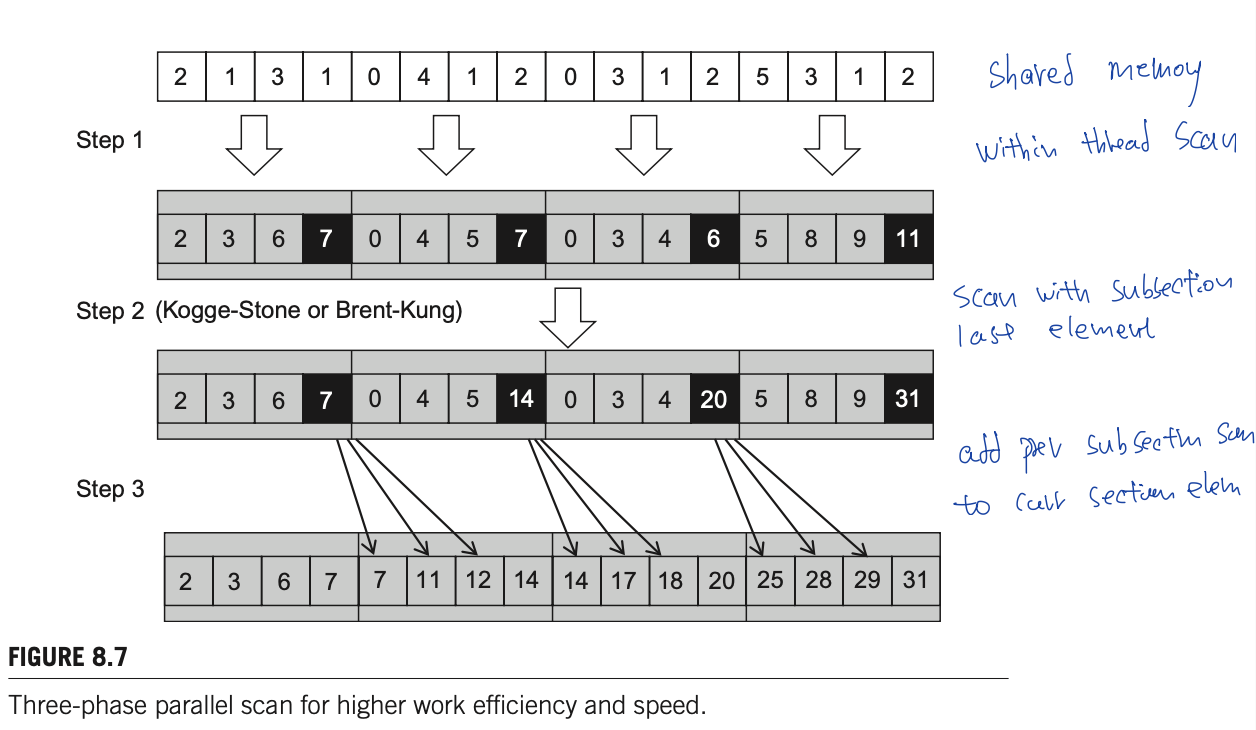 2 1 3 1 0 4 1 2 0 3 1 2 5 3 1 2
Shared memory
Step 1
within thread scan
2 3 6 7 0 4 5 7 0 3 4 6 5 8 9 11
Step 2 (Kogge-Stone or Brent-Kung)
Scan with subsection
last element
2 3 6 7 0 4 5 14 0 3 4 20 5 8 9 31
add prev subsection scan
to curr section elem
Step 3
2 3 6 7 7 11 12 14 14 17 18 20 25 28 29 31
FIGURE 8.7
Three-phase parallel scan for higher work efficiency and speed.